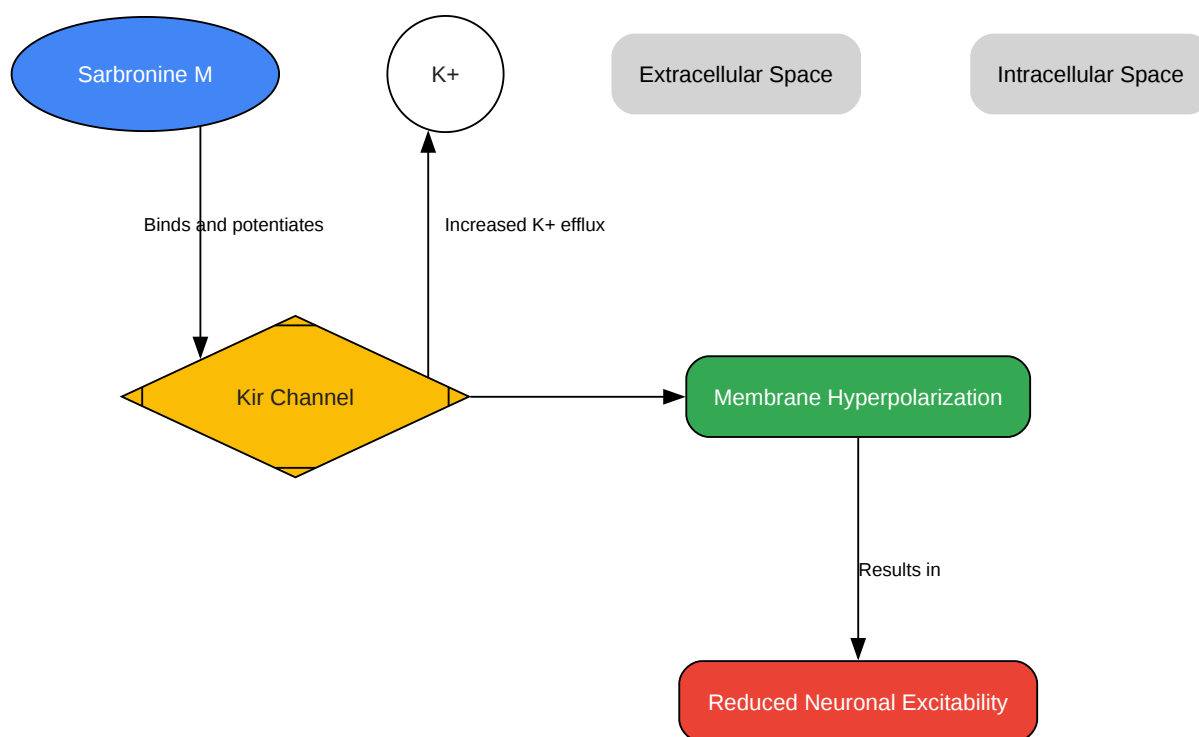 Sarbronine M
K+
Extracellular Space
Intracellular Space
Binds and potentiates
Increased K+ efflux
Kir Channel
Membrane Hyperpolarization
Results in
Reduced Neuronal Excitability